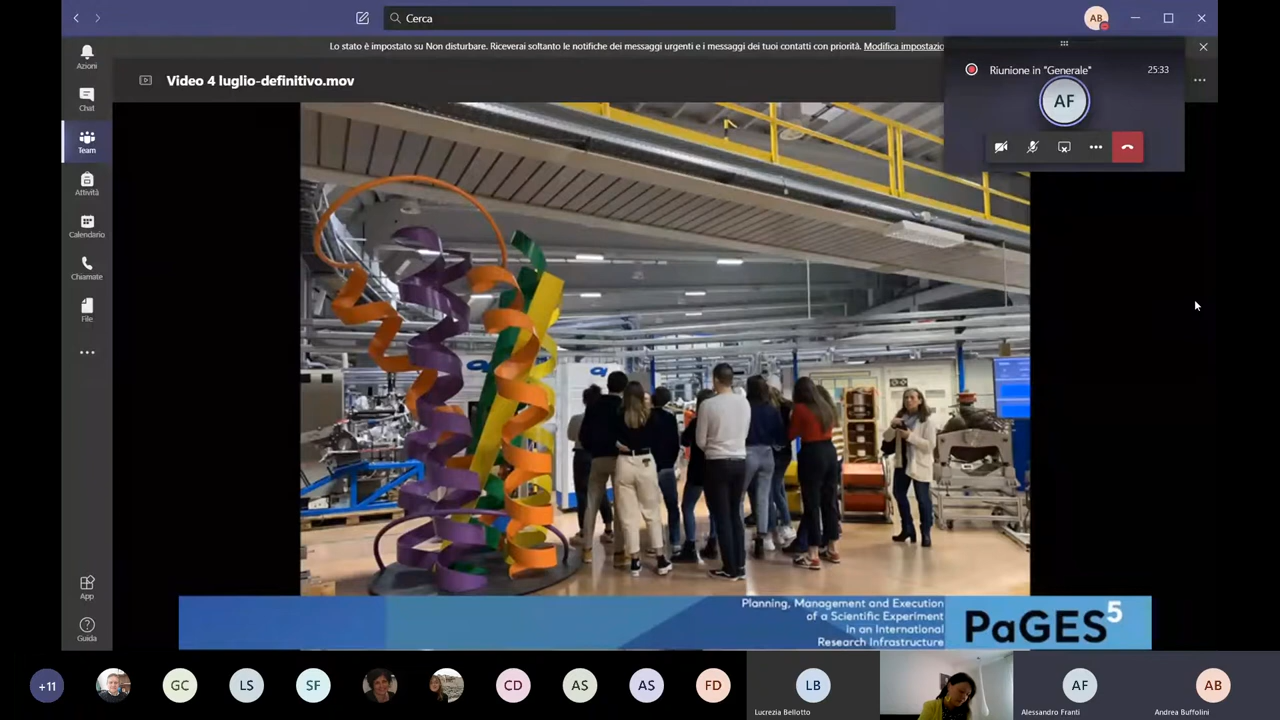 Cerca
AB
Azioni
Lo stato è impostato su Non disturbare. Riceverai soltanto le notifiche dei messaggi urgenti e i messaggi dei tuoi contatti con priorità. Modifica impostazio
Video 4 luglio-definitivo.mov
Riunione in "Generale"
25:33
AF
Chat
Team
Attività
Calendario
Chiamate
File
App
Guida
Planning, Management and Execution
of a Scientific Experiment
in an International
Research Infrastructure
PaGES5
+11
GC
LS
SF
CD
AS
AS
FD
LB
AF
AB
Lucrezia Bellotto
Alessandro Franti
Andrea Buffolini